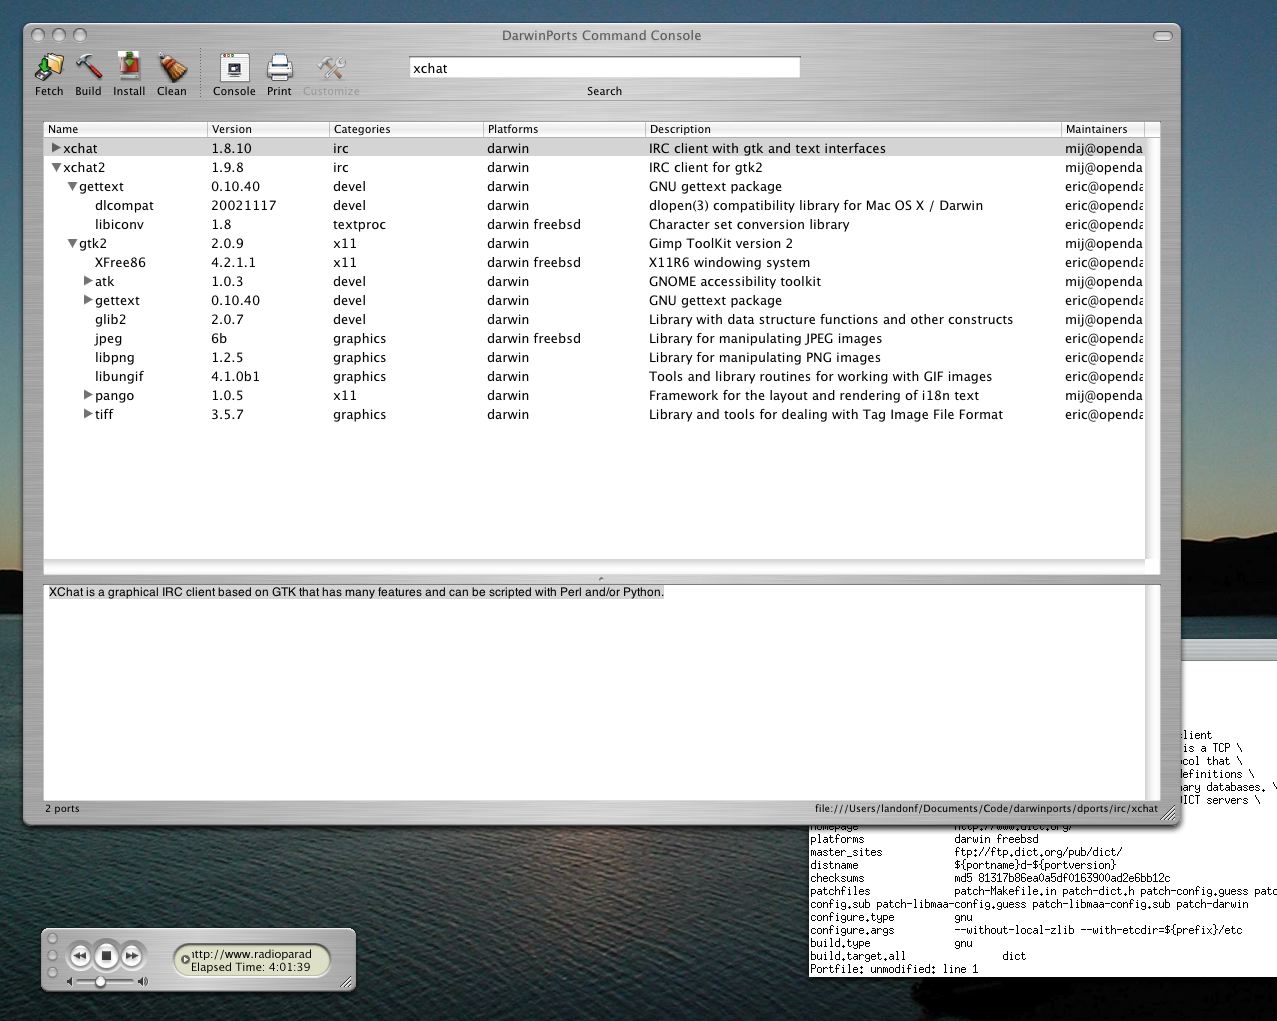 DarwinPorts Command Console
Fetch Build Install Clean Console Print Customize
xchat
Search
Name Version Categories Platforms Description Maintainers
xchat 1.8.10 irc darwin IRC client with gtk and text interfaces mij@openda
xchat2 1.9.8 irc darwin IRC client for gtk2 mij@openda
gettext 0.10.40 devel darwin GNU gettext package eric@openda
dlcompat 20021117 devel darwin dlopen(3) compatibility library for Mac OS X / Darwin eric@openda
libiconv 1.8 textproc darwin freebsd Character set conversion library eric@openda
gtk2 2.0.9 x11 darwin Gimp ToolKit version 2 mij@openda
XFree86 4.2.1.1 x11 darwin freebsd X11R6 windowing system eric@openda
atk 1.0.3 devel darwin GNOME accessibility toolkit mij@openda
gettext 0.10.40 devel darwin GNU gettext package eric@openda
glib2 2.0.7 devel darwin Library with data structure functions and other constructs mij@openda
jpeg 6b graphics darwin freebsd Library for manipulating JPEG images eric@openda
libpng 1.2.5 graphics darwin Library for manipulating PNG images eric@openda
libungif 4.1.0b1 graphics darwin Tools and library routines for working with GIF images eric@openda
pango 1.0.5 x11 darwin Framework for the layout and rendering of i18n text mij@openda
tiff 3.5.7 graphics darwin Library and tools for dealing with Tag Image File Format eric@openda
XChat is a graphical IRC client based on GTK that has many features and can be scripted with Perl and/or Python.
2 ports file:///Users/landonf/Documents/Code/darwinports/dports/irc/xchat
client
is a TCP \
ocol that \
definitions \
nary databases. \
DICT servers \
homepage http://www.dict.org/
platforms darwin freebsd
master_sites ftp://ftp.dict.org/pub/dict/
distname ${portname}d-${portversion}
checksums md5 81317b86ea0a5df0163900ad2e6bb12c
patchfiles patch-Makefile.in patch-dict.h patch-config.guess patc
config.sub patch-libmaa-config.guess patch-libmaa-config.sub patch-darwin
configure.type gnu
configure.args --without-local-zlib --with-etcdir=${prefix}/etc
build.type gnu
build.target.all dict
Portfile: unmodified: line 1
http://www.radioparad
Elapsed Time: 4:01:39